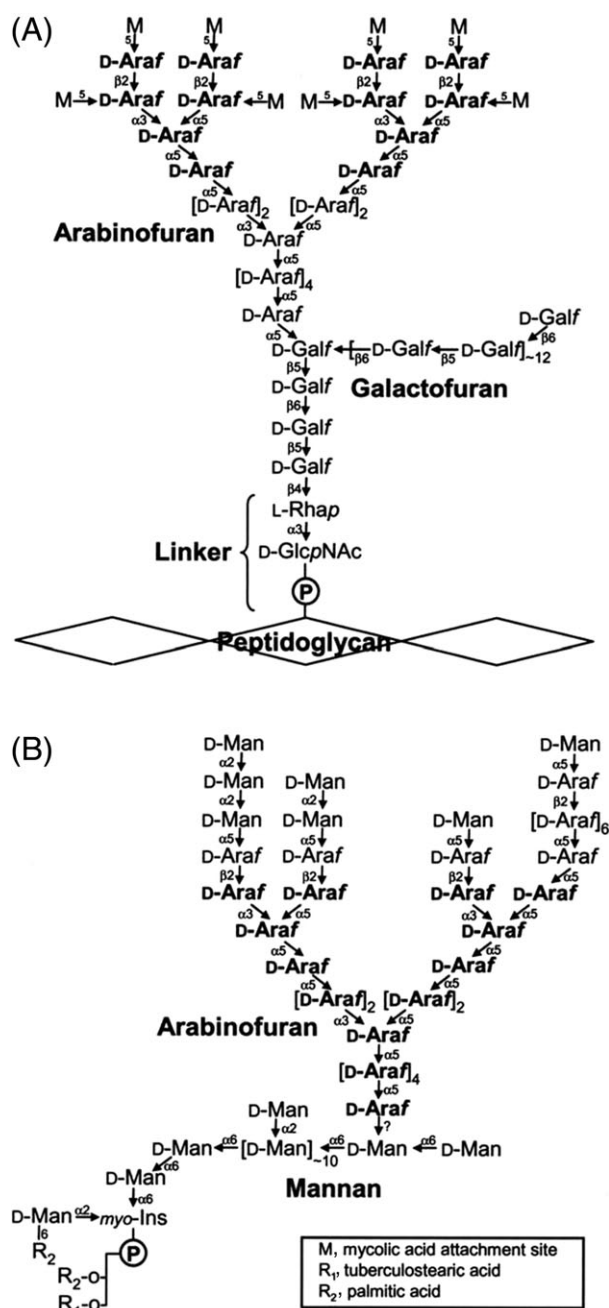 (A)
M M M M
5 5 5 5
D-Araf D-Araf D-Araf D-Araf
β2 β2 β2 β2
M 5 D-Araf D-Araf 5 M M 5 D-Araf D-Araf 5 M
α3 α5 α3 α5
D-Araf D-Araf
α5 α5
D-Araf D-Araf
α5 α5
[D-Araf]2 [D-Araf]2
Arabinofuran α3 α5
D-Araf
α5
[D-Araf]4
α5
D-Araf D-Galf
α5 β6
D-Galf [β6 D-Galf β5 D-Galf]~12
β5
D-Galf Galactofuran
β6
D-Galf
β5
D-Galf
β4
L-Rhap
α3
Linker D-GlcpNAc
P
Peptidoglycan
(B)
D-Man D-Man
α2 α5
D-Man D-Man D-Araf
α2 α2 β2
D-Man D-Man D-Man [D-Araf]6
α5 α5 α5 α5
D-Araf D-Araf D-Araf D-Araf
β2 β2 β2 α5
D-Araf D-Araf D-Araf D-Araf
α3 α5 α3 α5
D-Araf D-Araf
α5 α5
D-Araf D-Araf
α5 α5
[D-Araf]2 [D-Araf]2
Arabinofuran α3 α5
D-Araf
α5
[D-Araf]4
α5
D-Man D-Araf
α2 ?
D-Man α6 [D-Man]~10 α6 D-Man α6 D-Man
α6
D-Man Mannan
α6
D-Man α2 myo-Ins
6
R2 P
R2-o
R1-o
M, mycolic acid attachment site
R1, tuberculostearic acid
R2, palmitic acid